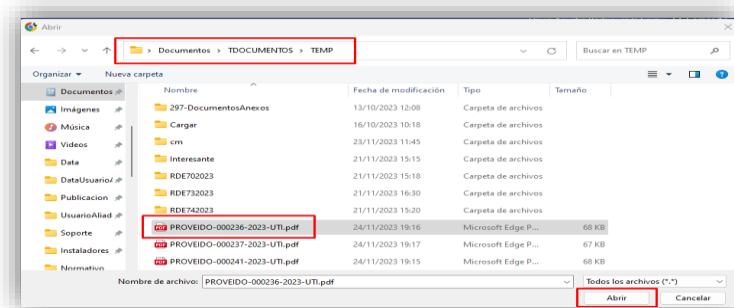 Abrir
Documentos > TDOCUMENTOS > TEMP
Buscar en TEMP
Organizar
Nueva carpeta
Nombre Fecha de modificación Tipo Tamaño
Documentos
Imágenes 297-DocumentosAnexos 13/10/2023 12:08 Carpeta de archivos
Música Cargar 16/10/2023 10:18 Carpeta de archivos
Videos cm 23/11/2023 11:45 Carpeta de archivos
Data Interesante 21/11/2023 15:15 Carpeta de archivos
DataUsuario/ RDE702023 21/11/2023 15:18 Carpeta de archivos
Publicacion RDE732023 21/11/2023 16:30 Carpeta de archivos
UsuarioAliad RDE742023 21/11/2023 15:20 Carpeta de archivos
Soporte PROVEIDO-000236-2023-UTI.pdf 24/11/2023 19:16 Microsoft Edge P... 68 KB
Instaladores PROVEIDO-000237-2023-UTI.pdf 24/11/2023 19:17 Microsoft Edge P... 67 KB
Normativo PROVEIDO-000241-2023-UTI.pdf 24/11/2023 19:15 Microsoft Edge P... 68 KB
Nombre de archivo: PROVEIDO-000236-2023-UTI.pdf Todos los archivos (*.*)
Abrir Cancelar